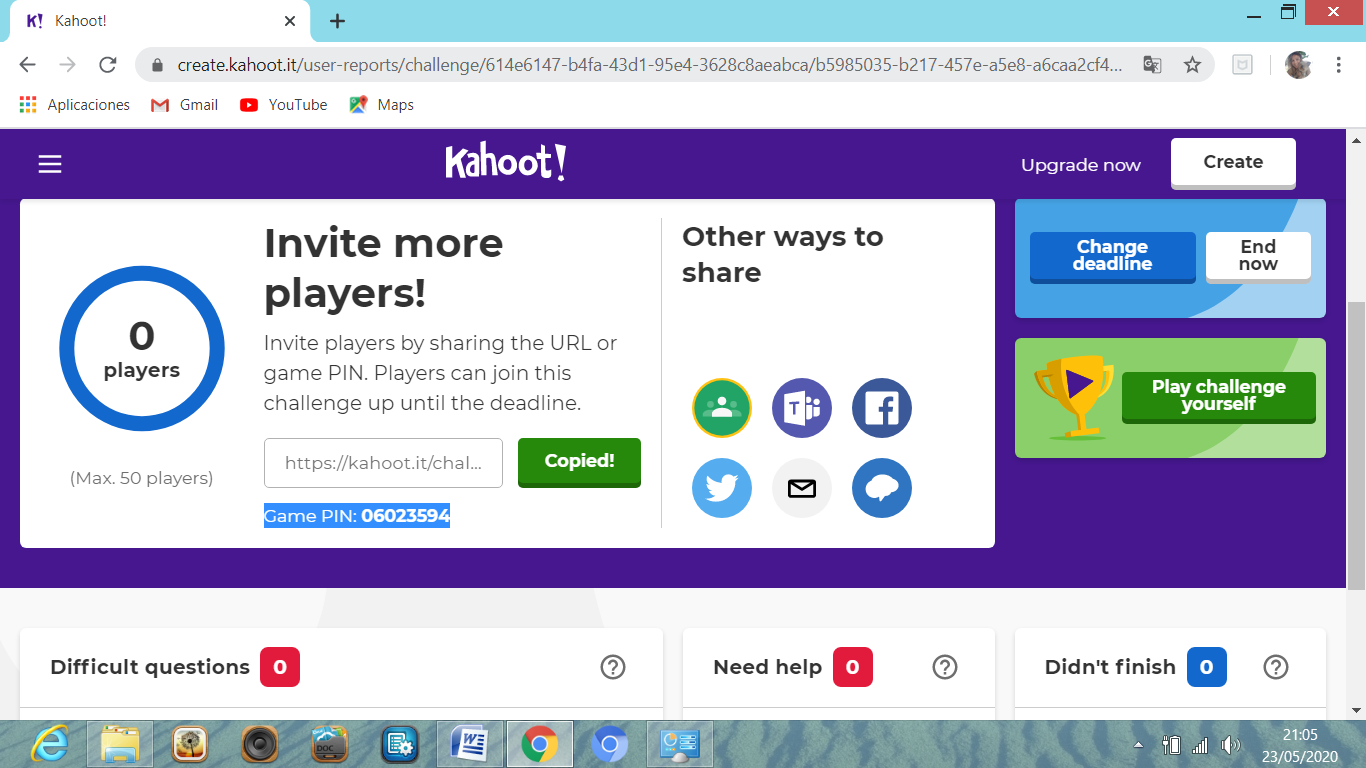 Kahoot!
create.kahoot.it/user-reports/challenge/614e6147-b4fa-43d1-95e4-3628c8aeabca/b5985035-b217-457e-a5e8-a6caa2cf4...
Aplicaciones Gmail YouTube Maps
Kahoot!
Upgrade now Create
0
players
(Max. 50 players)
Invite more
players!
Invite players by sharing the URL or
game PIN. Players can join this
challenge up until the deadline.
https://kahoot.it/chal... Copied!
Game PIN: 06023594
Other ways to
share
Change
deadline
End
now
Play challenge
yourself
Difficult questions 0
Need help 0
Didn't finish 0
21:05
23/05/2020